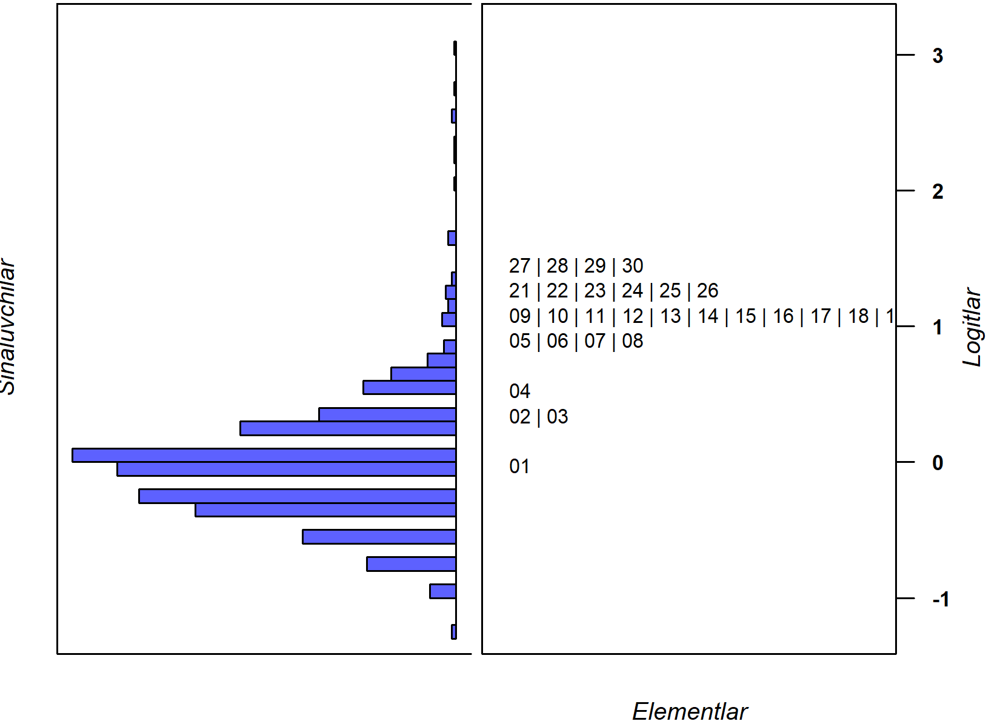 Sinaluvchilar
27 | 28 | 29 | 30
21 | 22 | 23 | 24 | 25 | 26
09 | 10 | 11 | 12 | 13 | 14 | 15 | 16 | 17 | 18 | 1
05 | 06 | 07 | 08
04
02 | 03
01
3
2
1
0
-1
Logitlar
Elementlar